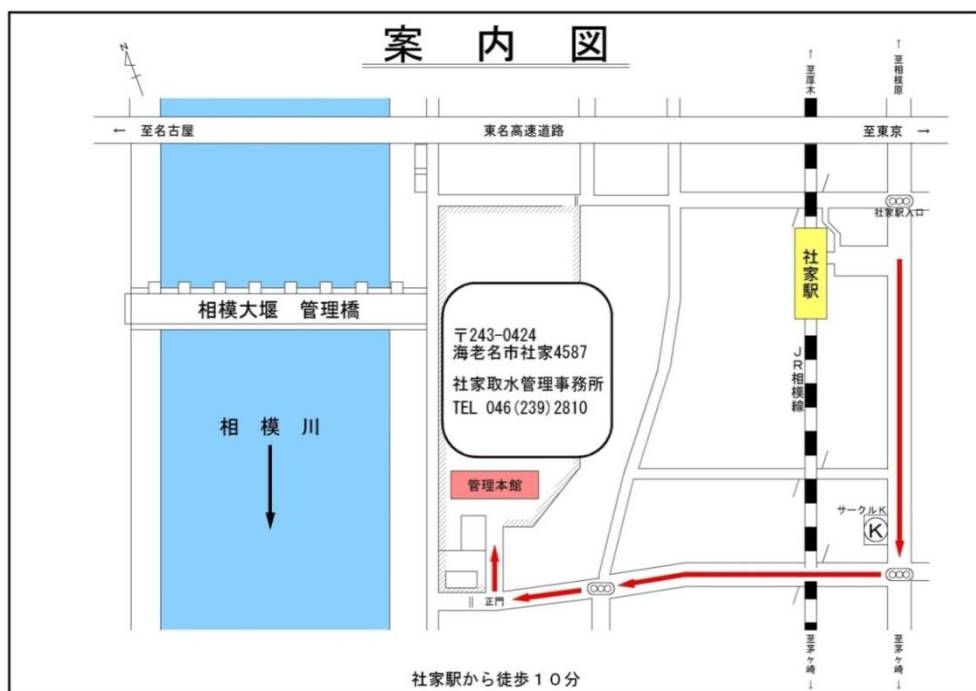 案 内 図
N
← 至名古屋
東名高速道路
至東京 →
↑ 至厚木
↑ 至相模原
社家駅入口
社家駅
JR相模線
相模大堰 管理橋
〒243-0424
海老名市社家4587
社家取水管理事務所
TEL 046(239)2810
相 模 川
管理本館
サークルK
K
正門
至茅ヶ崎 ↓
至茅ヶ崎 ↓
社家駅から徒歩10分